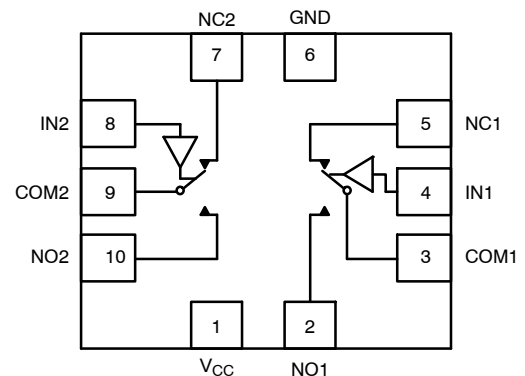 NC2 GND
7 6
IN2 8 5 NC1
COM2 9 4 IN1
NO2 10 3 COM1
1 2
VCC NO1